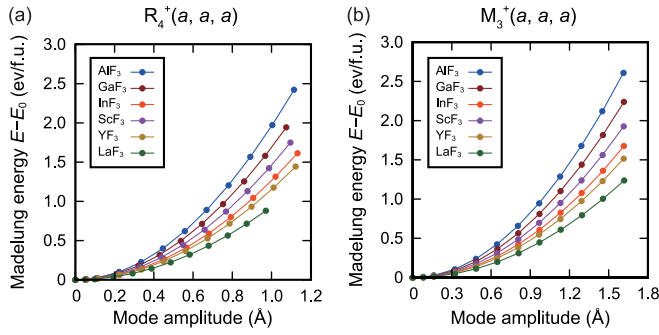 (a) R₄⁺(a, a, a)
Madelung energy E−E₀ (ev/f.u.)
3.0
2.5
2.0
1.5
1.0
0.5
0
AlF₃
GaF₃
InF₃
ScF₃
YF₃
LaF₃
0 0.2 0.4 0.6 0.8 1.0 1.2
Mode amplitude (Å)
(b) M₃⁺(a, a, a)
Madelung energy E−E₀ (ev/f.u.)
3.0
2.5
2.0
1.5
1.0
0.5
0.0
AlF₃
GaF₃
InF₃
ScF₃
YF₃
LaF₃
0.0 0.3 0.6 0.9 1.2 1.5 1.8
Mode amplitude (Å)